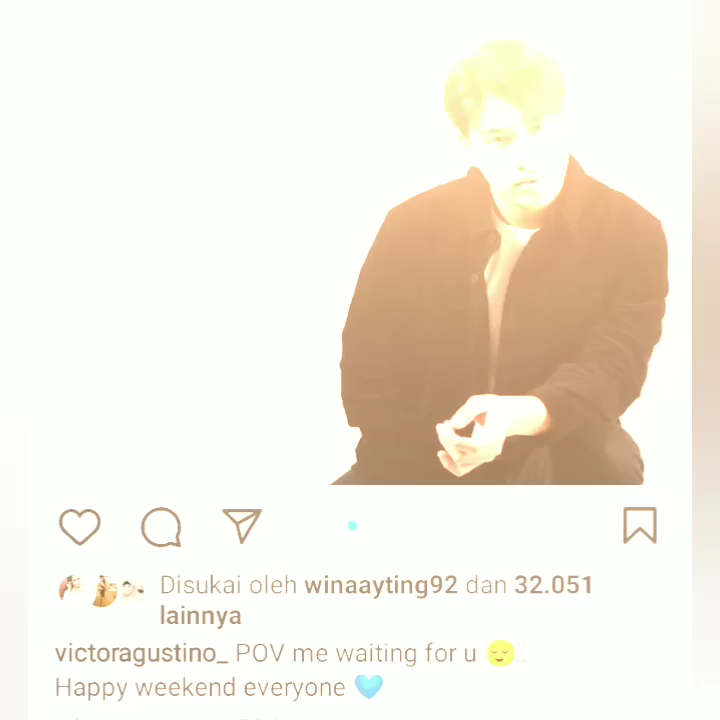 Disukai oleh winaayting92 dan 32.051
lainnya
victoragustino_ POV me waiting for u 😌..
Happy weekend everyone 🩵